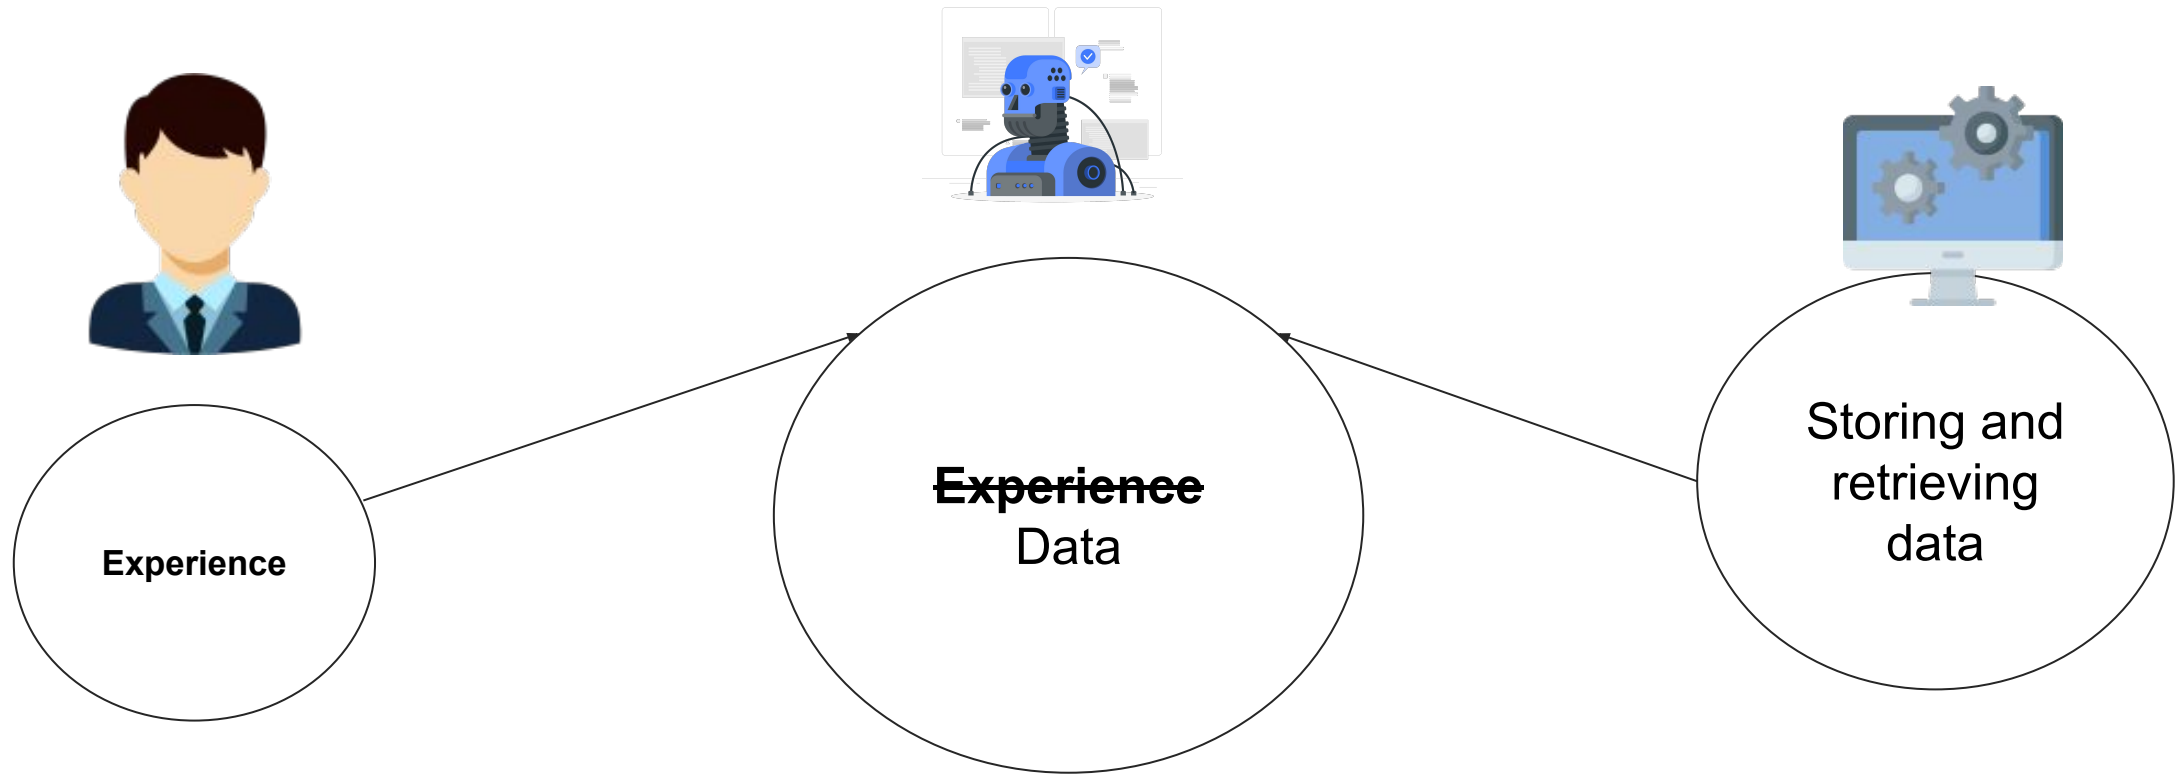 Experience
Experience
Data
Storing and
retrieving
data